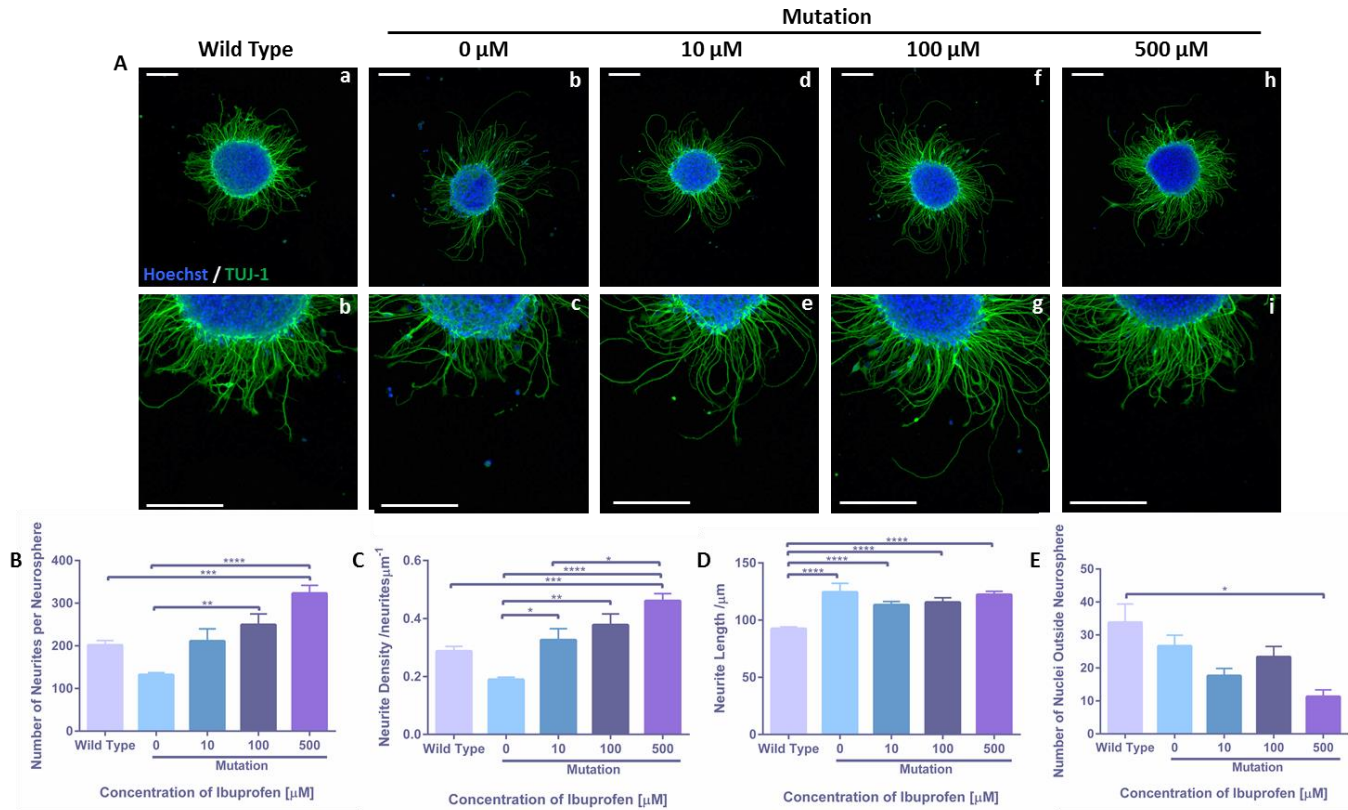 Mutation
Wild Type 0 μM 10 μM 100 μM 500 μM
A
a b d f h
Hoechst / TUJ-1
b c e g i
B
Number of Neurites per Neurosphere
400
300
200
100
0
****
***
**
Wild Type 0 10 100 500
Mutation
Concentration of Ibuprofen [μM]
C
Neurite Density /neuritesμm-1
0.6
0.4
0.2
0.0
*
****
***
**
*
Wild Type 0 10 100 500
Mutation
Concentration of Ibuprofen [μM]
D
Neurite Length /μm
150
100
50
0
****
****
****
****
Wild Type 0 10 100 500
Mutation
Concentration of Ibuprofen [μM]
E
Number of Nuclei Outside Neurosphere
50
40
30
20
10
0
*
Wild Type 0 10 100 500
Mutation
Concentration of Ibuprofen [μM]